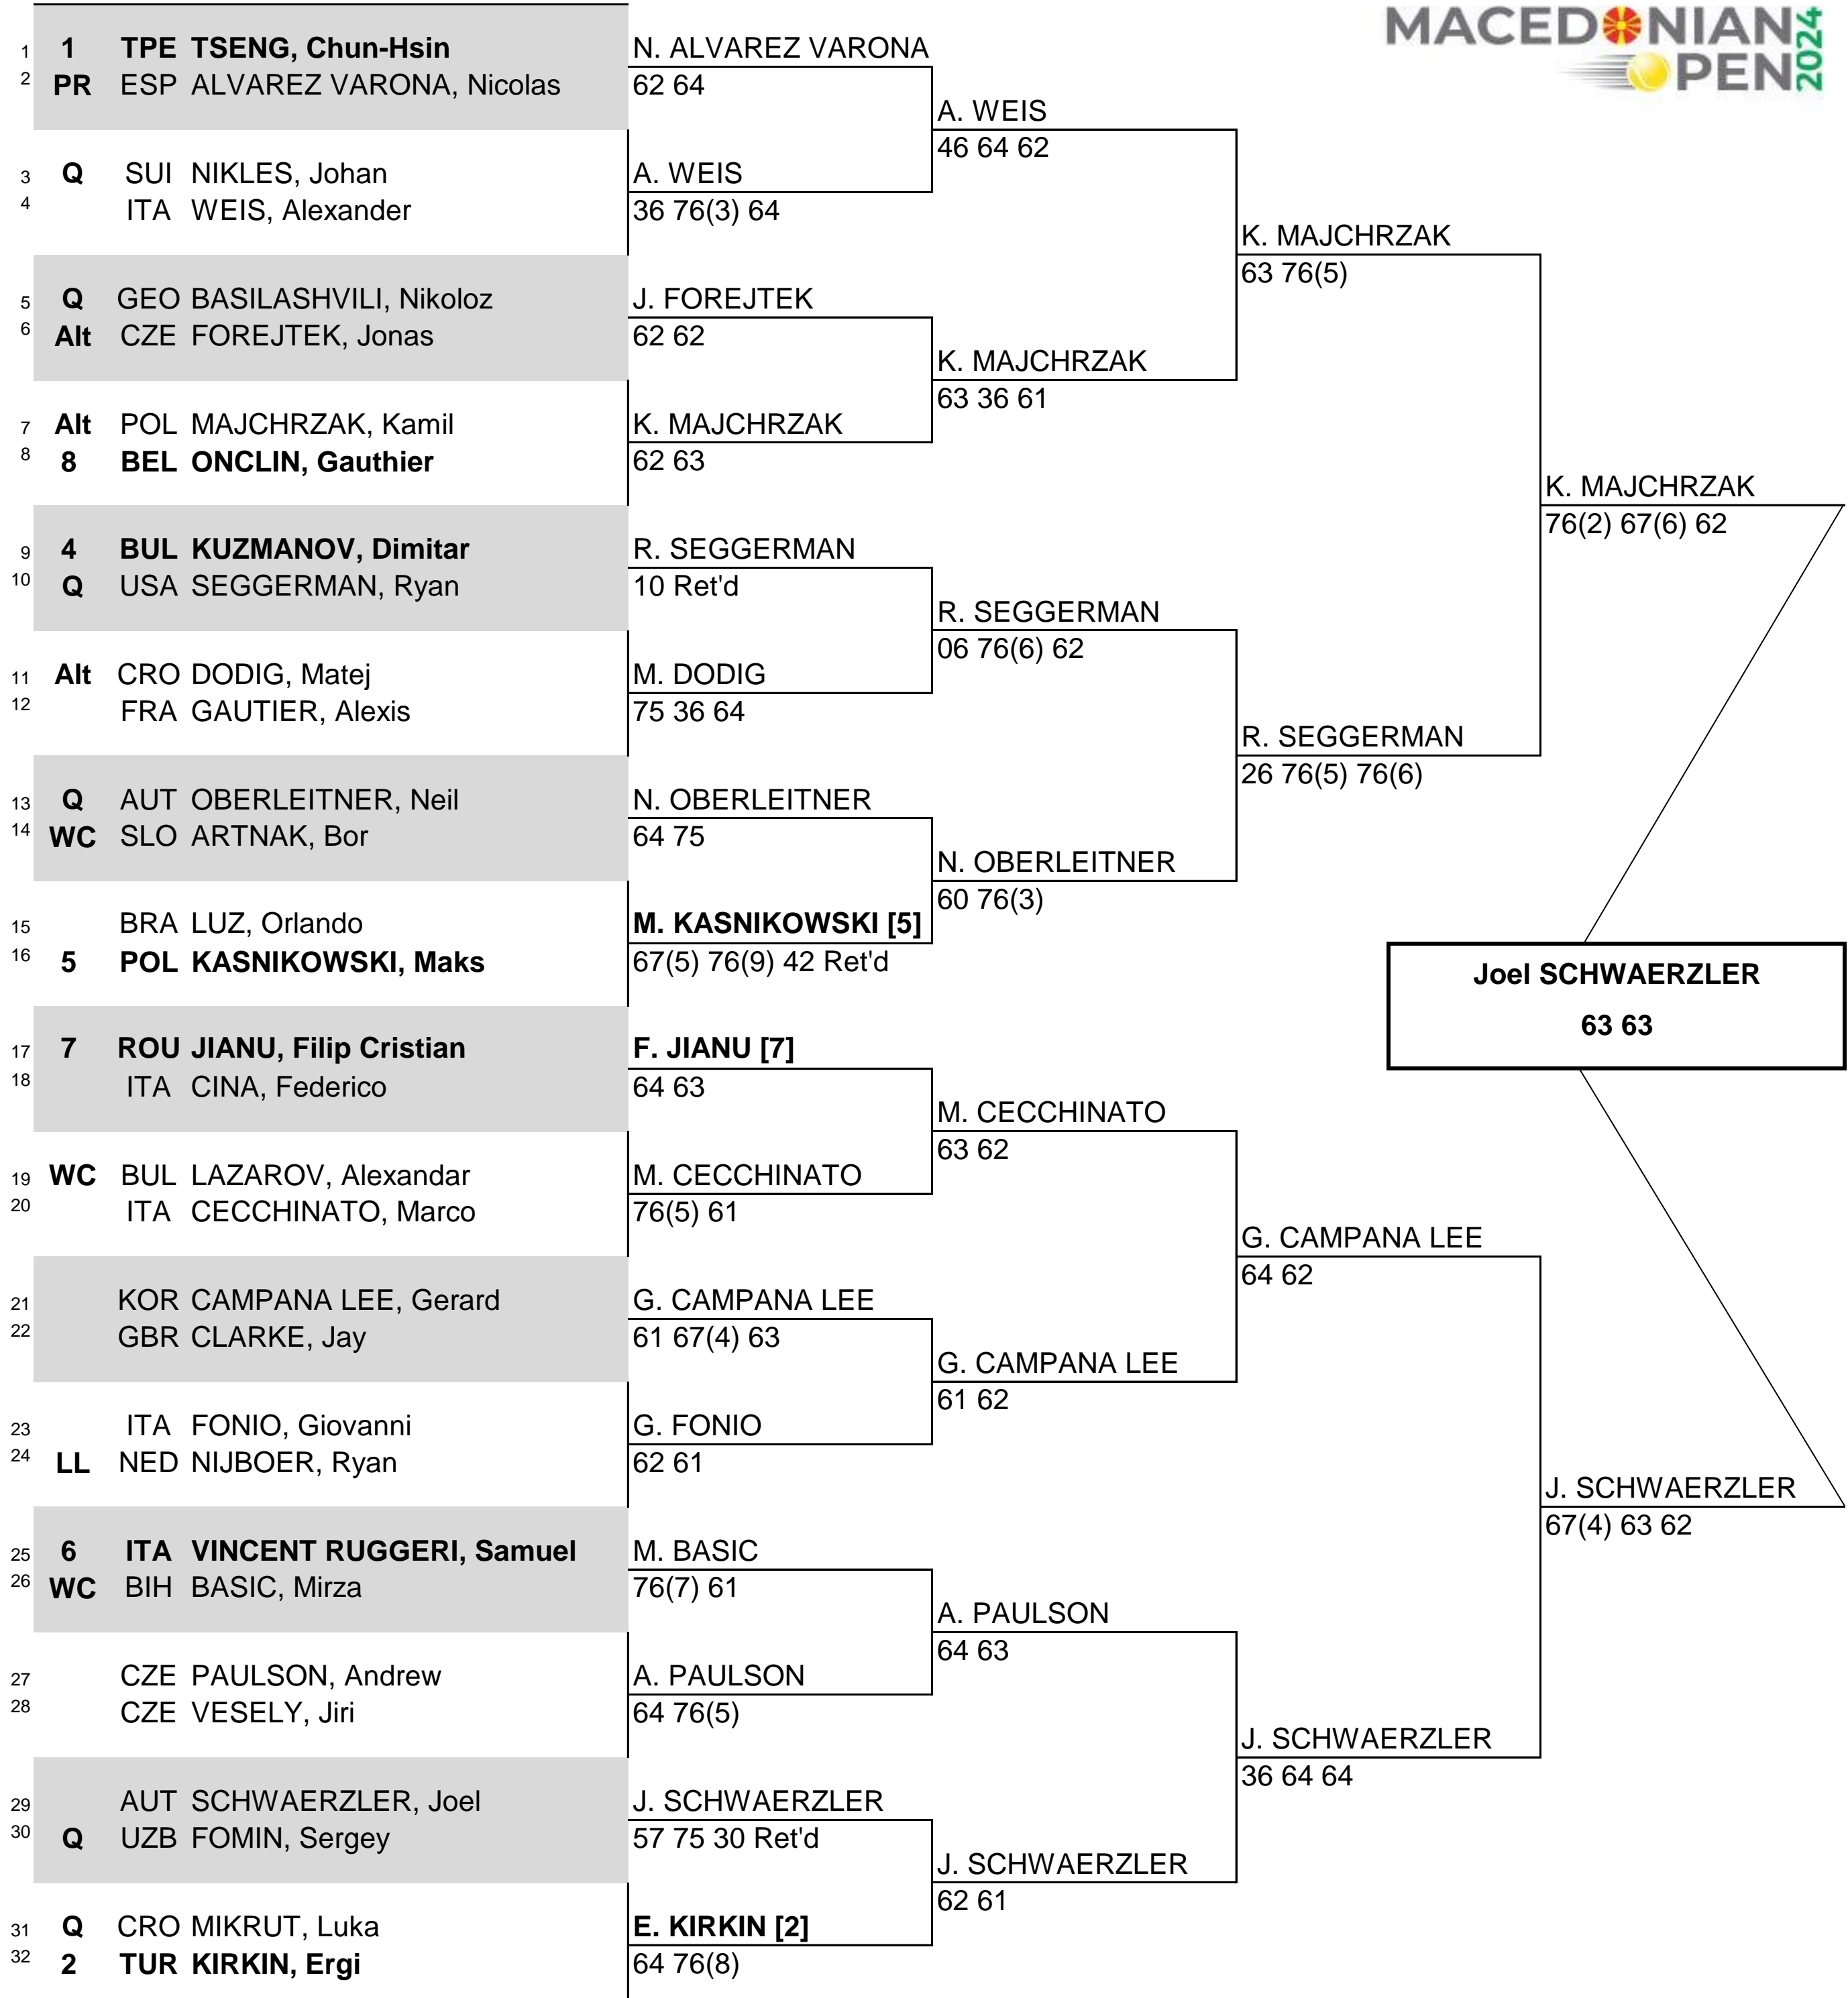 MACEDONIAN
OPEN 2024
1 1 TPE TSENG, Chun-Hsin
2 PR ESP ALVAREZ VARONA, Nicolas
3 Q SUI NIKLES, Johan
4 ITA WEIS, Alexander
5 Q GEO BASILASHVILI, Nikoloz
6 Alt CZE FOREJTEK, Jonas
7 Alt POL MAJCHRZAK, Kamil
8 8 BEL ONCLIN, Gauthier
9 4 BUL KUZMANOV, Dimitar
10 Q USA SEGGERMAN, Ryan
11 Alt CRO DODIG, Matej
12 FRA GAUTIER, Alexis
13 Q AUT OBERLEITNER, Neil
14 WC SLO ARTNAK, Bor
15 BRA LUZ, Orlando
16 5 POL KASNIKOWSKI, Maks
17 7 ROU JIANU, Filip Cristian
18 ITA CINA, Federico
19 WC BUL LAZAROV, Alexandar
20 ITA CECCHINATO, Marco
21 KOR CAMPANA LEE, Gerard
22 GBR CLARKE, Jay
23 ITA FONIO, Giovanni
24 LL NED NIJBOER, Ryan
25 6 ITA VINCENT RUGGERI, Samuel
26 WC BIH BASIC, Mirza
27 CZE PAULSON, Andrew
28 CZE VESELY, Jiri
29 AUT SCHWAERZLER, Joel
30 Q UZB FOMIN, Sergey
31 Q CRO MIKRUT, Luka
32 2 TUR KIRKIN, Ergi
N. ALVAREZ VARONA
62 64
A. WEIS
36 76(3) 64
J. FOREJTEK
62 62
K. MAJCHRZAK
62 63
R. SEGGERMAN
10 Ret'd
M. DODIG
75 36 64
N. OBERLEITNER
64 75
M. KASNIKOWSKI [5]
67(5) 76(9) 42 Ret'd
F. JIANU [7]
64 63
M. CECCHINATO
76(5) 61
G. CAMPANA LEE
61 67(4) 63
G. FONIO
62 61
M. BASIC
76(7) 61
A. PAULSON
64 76(5)
J. SCHWAERZLER
57 75 30 Ret'd
E. KIRKIN [2]
64 76(8)
A. WEIS
46 64 62
K. MAJCHRZAK
63 36 61
R. SEGGERMAN
06 76(6) 62
N. OBERLEITNER
60 76(3)
M. CECCHINATO
63 62
G. CAMPANA LEE
61 62
A. PAULSON
64 63
J. SCHWAERZLER
62 61
K. MAJCHRZAK
63 76(5)
R. SEGGERMAN
26 76(5) 76(6)
G. CAMPANA LEE
64 62
J. SCHWAERZLER
36 64 64
K. MAJCHRZAK
76(2) 67(6) 62
J. SCHWAERZLER
67(4) 63 62
Joel SCHWAERZLER
63 63